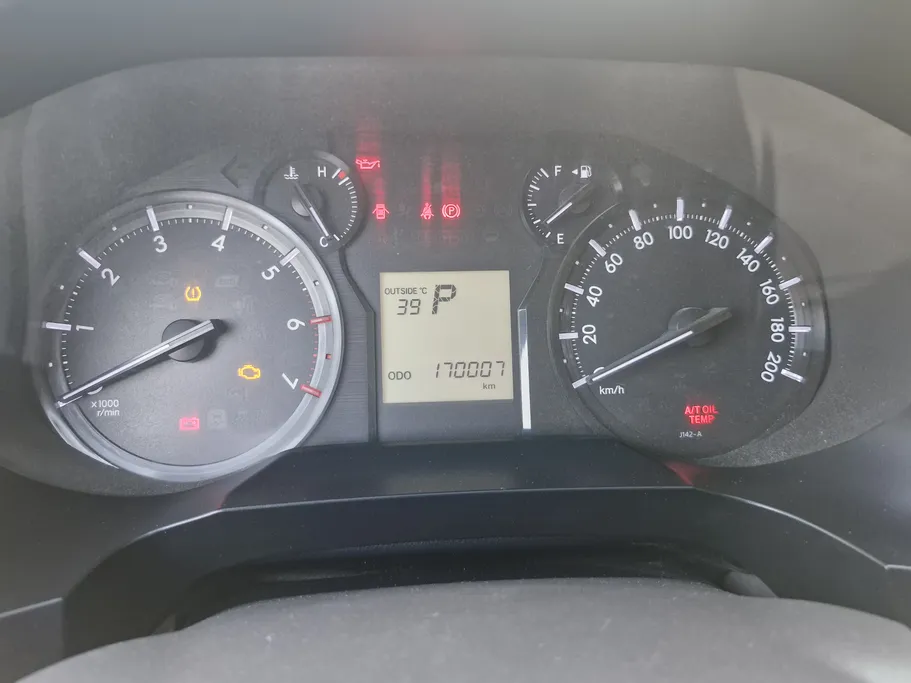 1
2
3
4
5
6
7
x1000
r/min
H
C
P
OUTSIDE °C
39
P
ODO
170007
km
F
E
0
20
40
60
80
100
120
140
160
180
200
km/h
A/T OIL
TEMP
J142-A